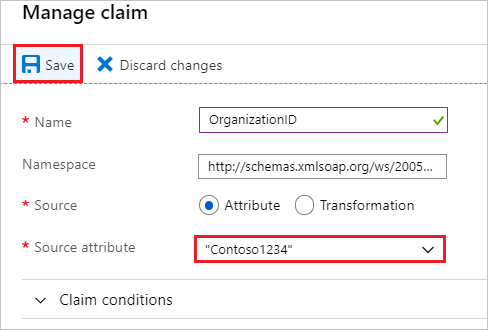 Manage claim
Save Discard changes
* Name OrganizationID
Namespace http://schemas.xmlsoap.org/ws/2005...
* Source Attribute Transformation
* Source attribute "Contoso1234"
Claim conditions